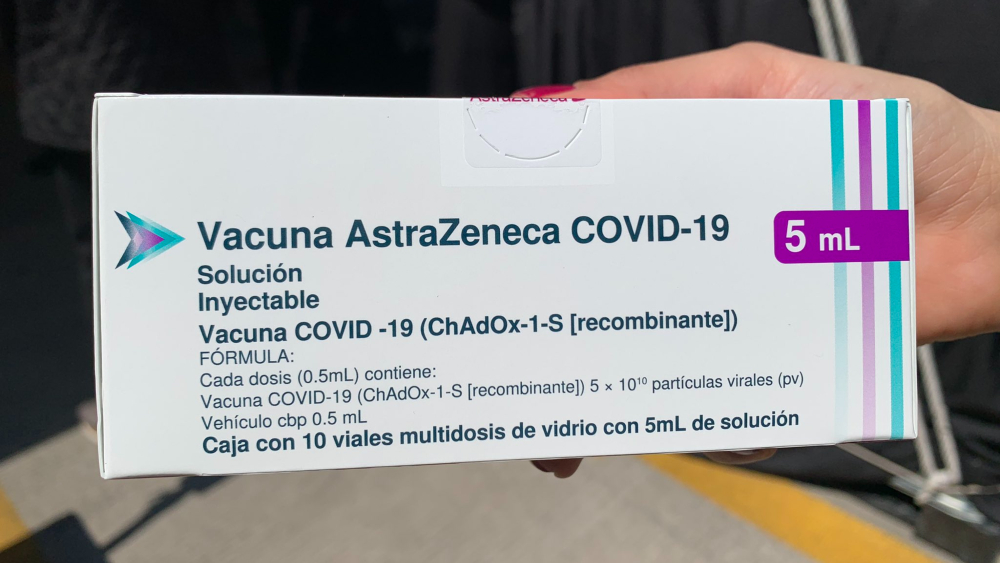 AstraZeneca
Vacuna AstraZeneca COVID-19
5 mL
Solución
Inyectable
Vacuna COVID -19 (ChAdOx-1-S [recombinante])
FÓRMULA:
Cada dosis (0.5mL) contiene:
Vacuna COVID-19 (ChAdOx-1-S [recombinante]) 5 × 10¹⁰ partículas virales (pv)
Vehículo cbp 0.5 mL
Caja con 10 viales multidosis de vidrio con 5mL de solución